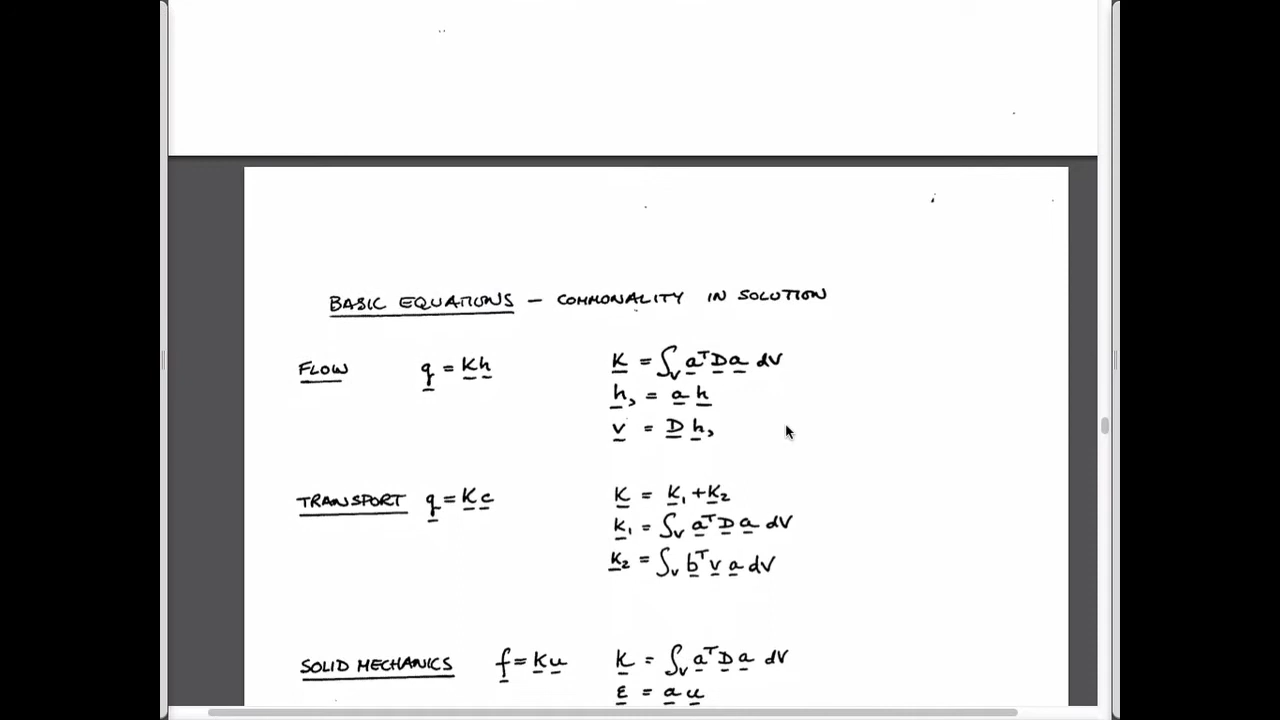 BASIC EQUATIONS – COMMONALITY IN SOLUTION
FLOW q = K h K = ∫v aᵀ D a dV
h, = a h
v = D h,
TRANSPORT q = K c K = K₁ + K₂
K₁ = ∫v aᵀ D a dV
K₂ = ∫v bᵀ v a dV
SOLID MECHANICS f = K u K = ∫v aᵀ D a dV
ε = a u